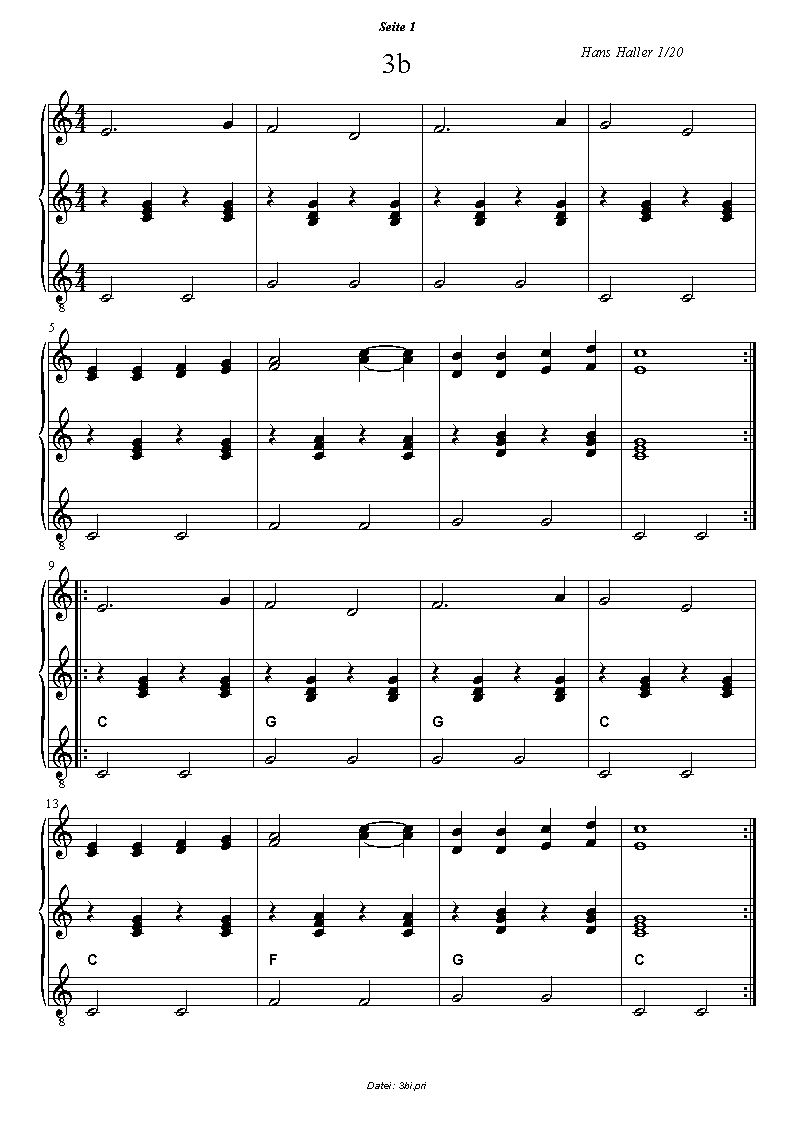 Seite 1
Hans Haller 1/20
3b
4 4
4 4
4 4
8
5
8
9
C G G C
8
13
C F G C
8
Datei: 3bi.pri